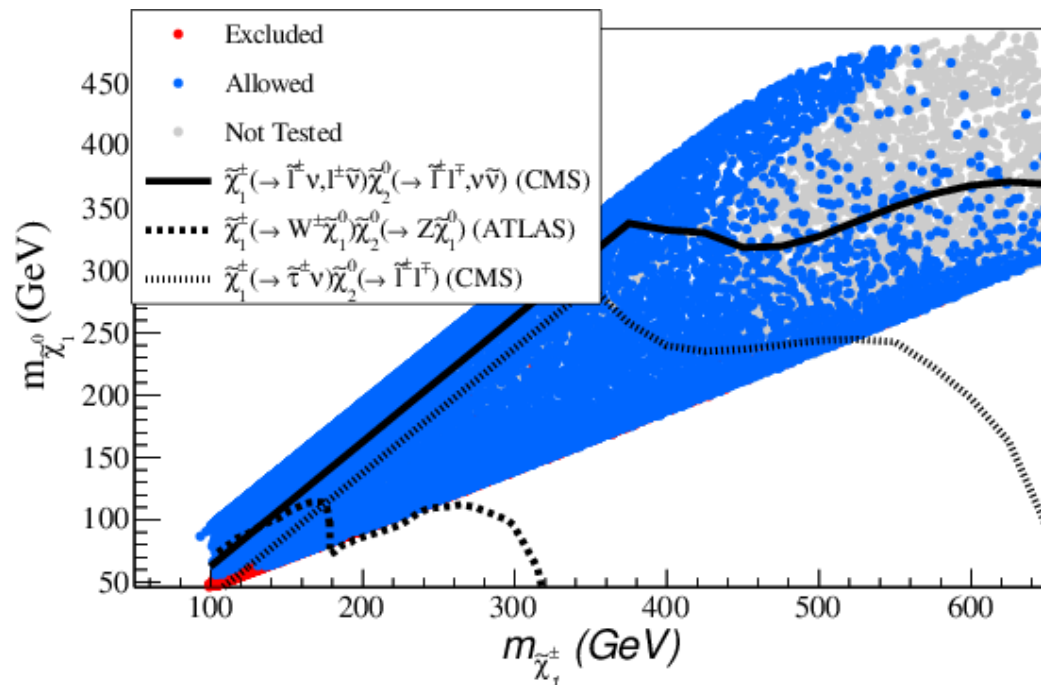 Excluded
Allowed
Not Tested
χ̃₁±(→ l̃±ν,l±ν̃)χ̃₂⁰(→ l̃±l∓,νν̃) (CMS)
χ̃₁±(→ W±χ̃₁⁰)χ̃₂⁰(→ Zχ̃₁⁰) (ATLAS)
χ̃₁±(→ τ̃±ν)χ̃₂⁰(→ l̃±l∓) (CMS)
m_χ̃₁⁰ (GeV)
450
400
350
300
250
200
150
100
50
100 200 300 400 500 600
m_χ̃₁± (GeV)